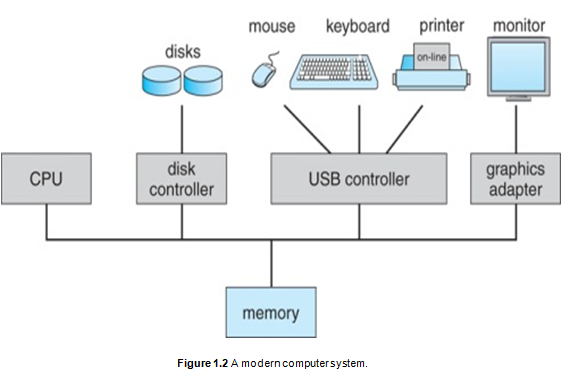 mouse keyboard printer monitor
disks
on-line
CPU
disk
controller
USB controller
graphics
adapter
memory
Figure 1.2 A modern computer system.